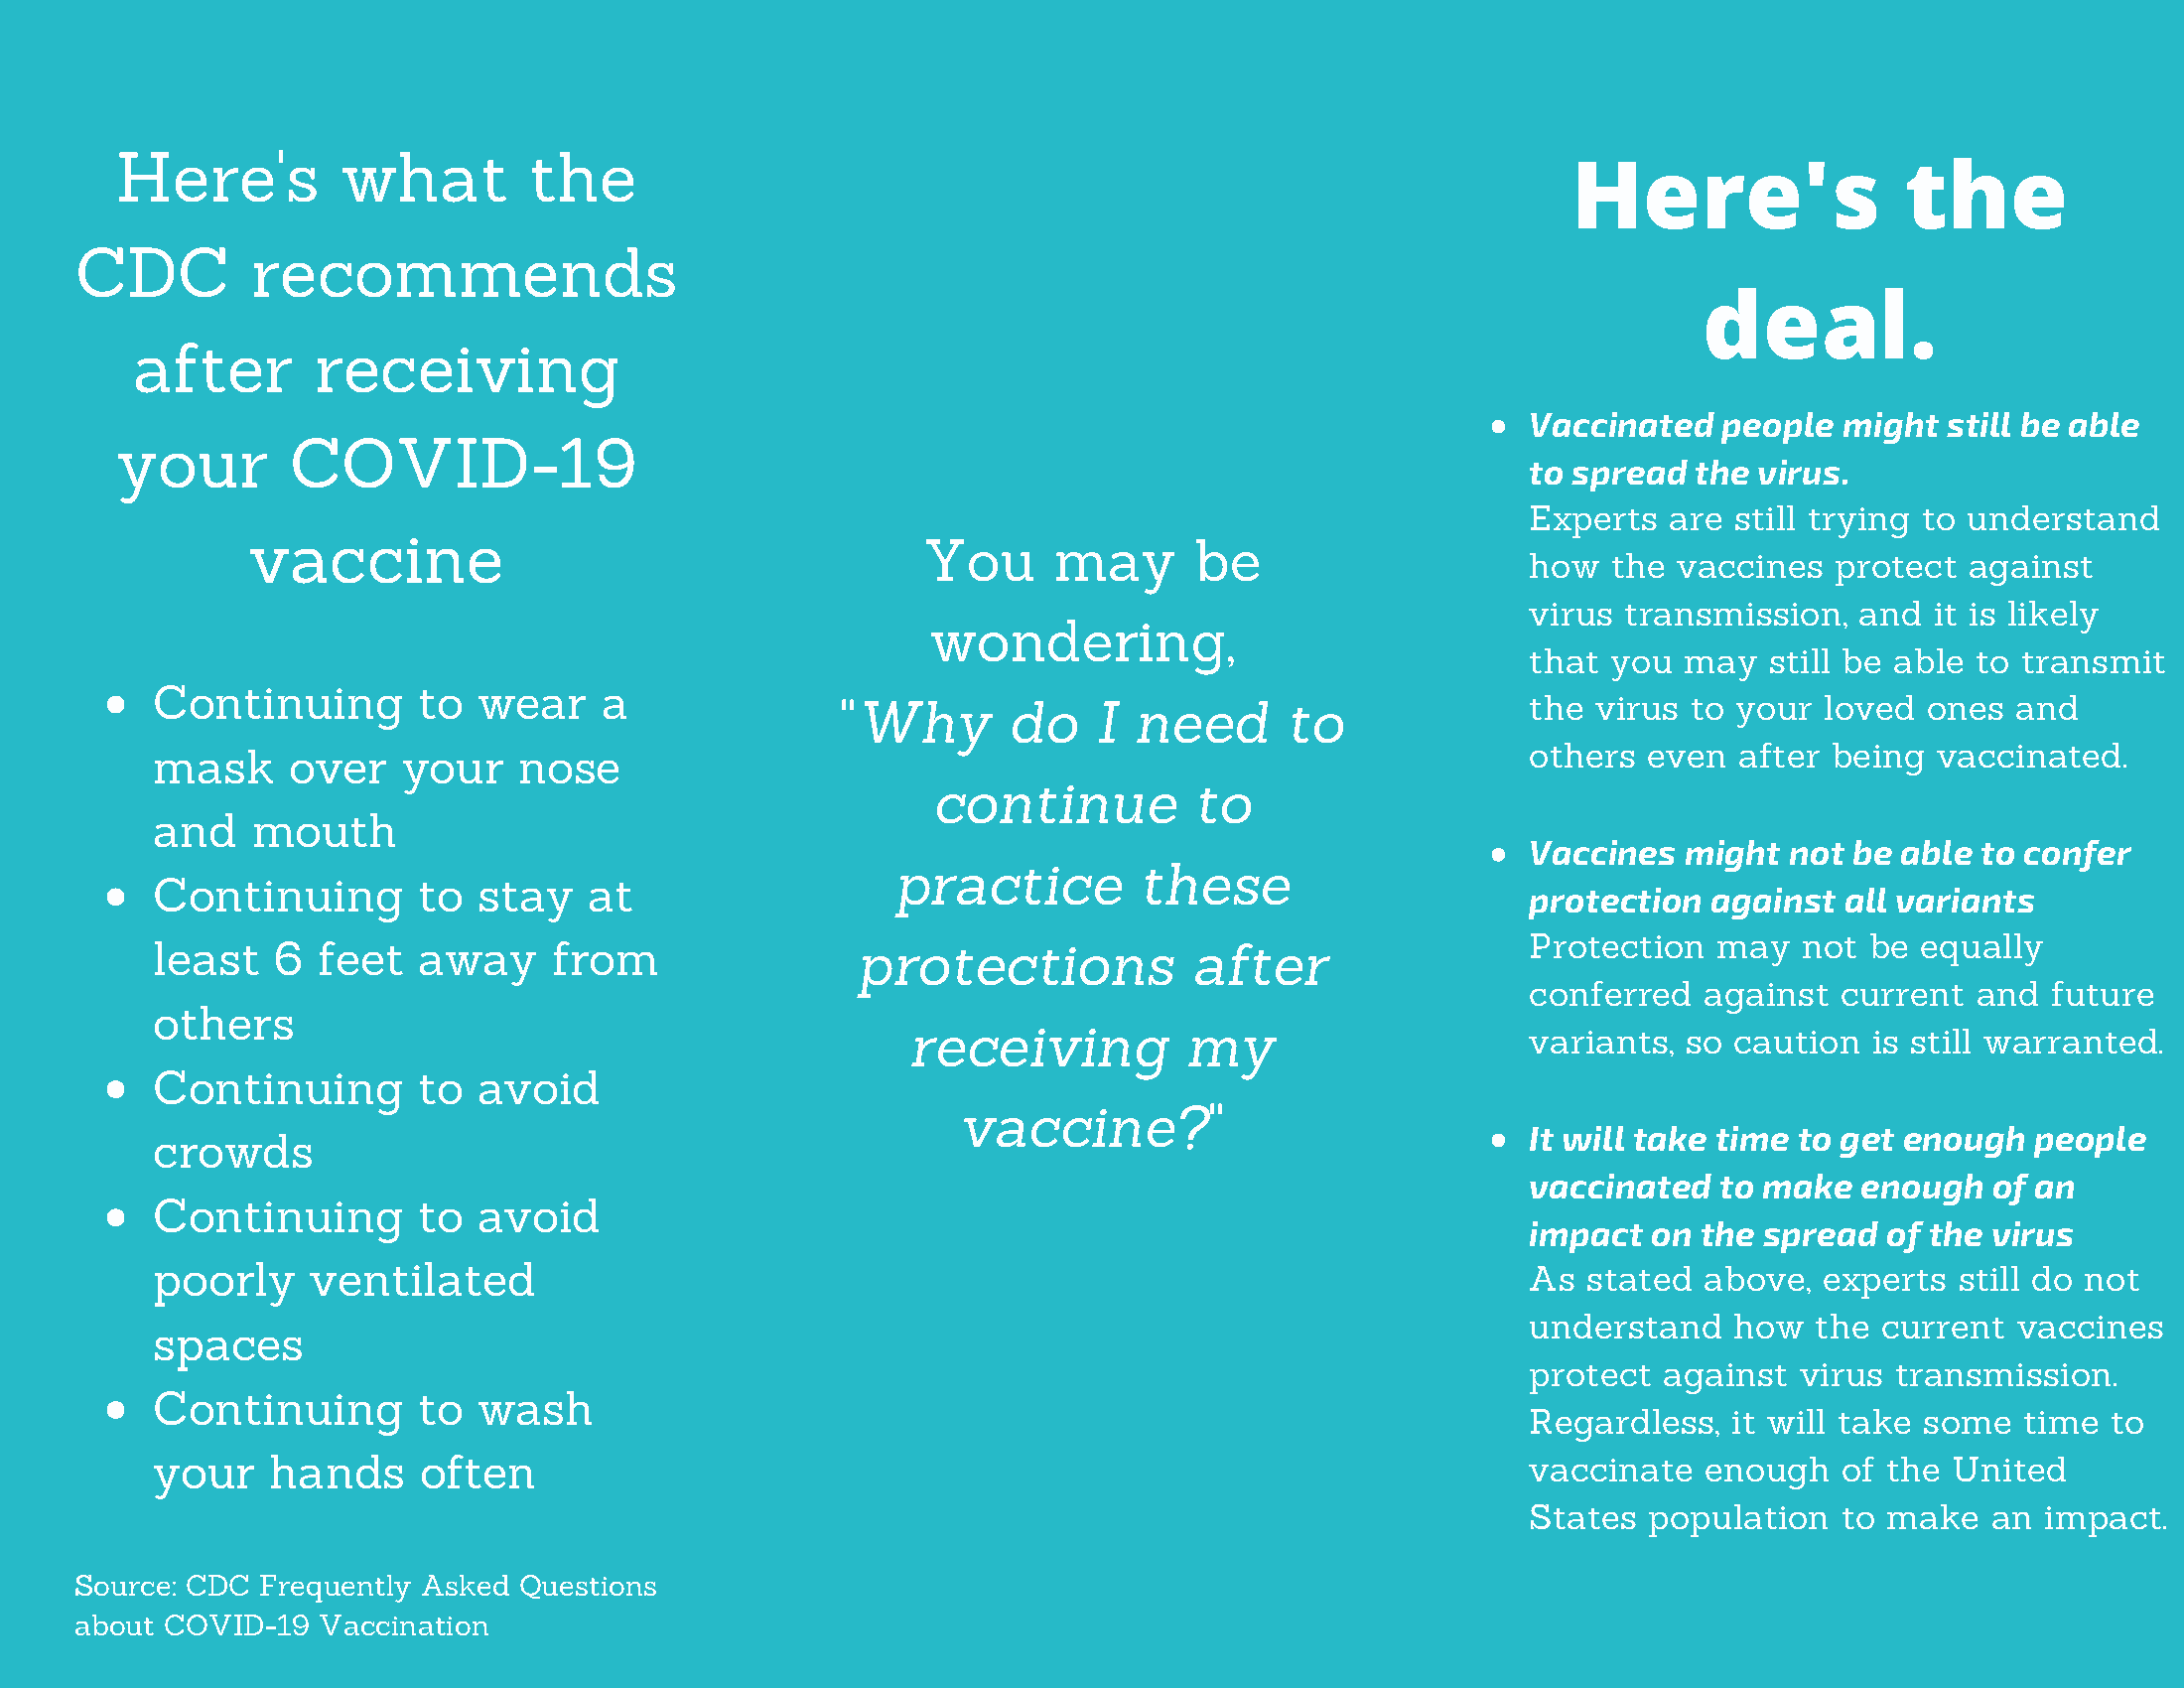 Here's what the
CDC recommends
after receiving
your COVID-19
vaccine
• Continuing to wear a
mask over your nose
and mouth
• Continuing to stay at
least 6 feet away from
others
• Continuing to avoid
crowds
• Continuing to avoid
poorly ventilated
spaces
• Continuing to wash
your hands often
Source: CDC Frequently Asked Questions
about COVID-19 Vaccination
You may be
wondering,
"Why do I need to
continue to
practice these
protections after
receiving my
vaccine?"
Here's the
deal.
• Vaccinated people might still be able
to spread the virus.
Experts are still trying to understand
how the vaccines protect against
virus transmission, and it is likely
that you may still be able to transmit
the virus to your loved ones and
others even after being vaccinated.
• Vaccines might not be able to confer
protection against all variants
Protection may not be equally
conferred against current and future
variants, so caution is still warranted.
• It will take time to get enough people
vaccinated to make enough of an
impact on the spread of the virus
As stated above, experts still do not
understand how the current vaccines
protect against virus transmission.
Regardless, it will take some time to
vaccinate enough of the United
States population to make an impact.